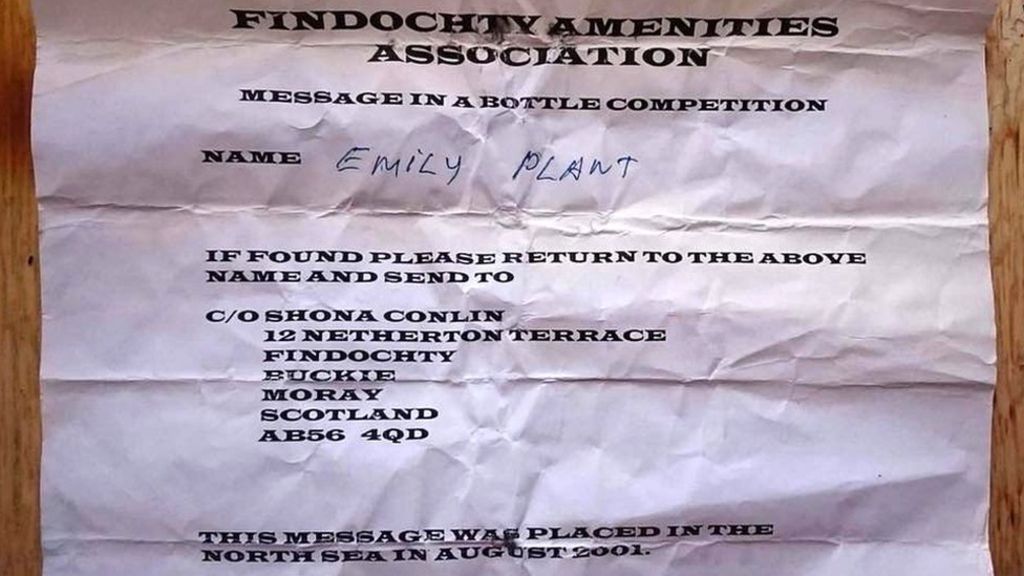 FINDOCHTY AMENITIES
ASSOCIATION
MESSAGE IN A BOTTLE COMPETITION
NAME EMILY PLANT
IF FOUND PLEASE RETURN TO THE ABOVE
NAME AND SEND TO
C/O SHONA CONLIN
12 NETHERTON TERRACE
FINDOCHTY
BUCKIE
MORAY
SCOTLAND
AB56 4QD
THIS MESSAGE WAS PLACED IN THE
NORTH SEA IN AUGUST 2001.